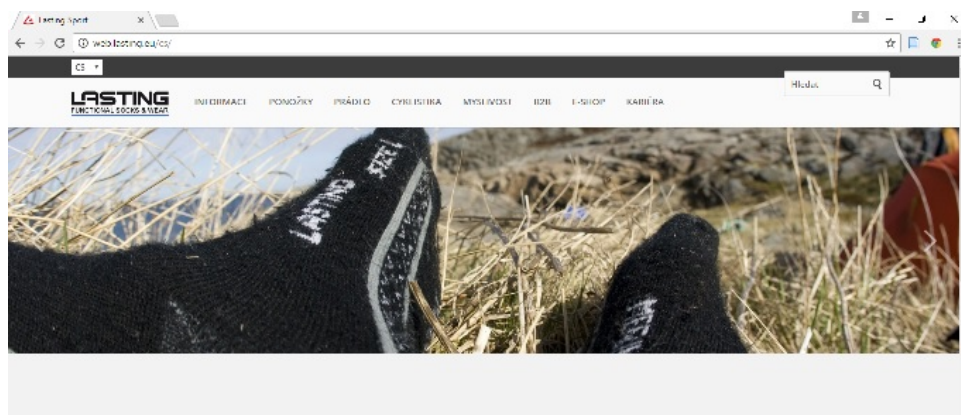 Lasting Sport
web.lasting.eu/cs/
CS
Hledat
LASTING
FUNCTIONAL SOCKS & WEAR
INFORMACE PONOŽKY PRÁDLO CYKLISTIKA MYSLIVOST B2B E-SHOP KARIÉRA
LASTING SIZE L